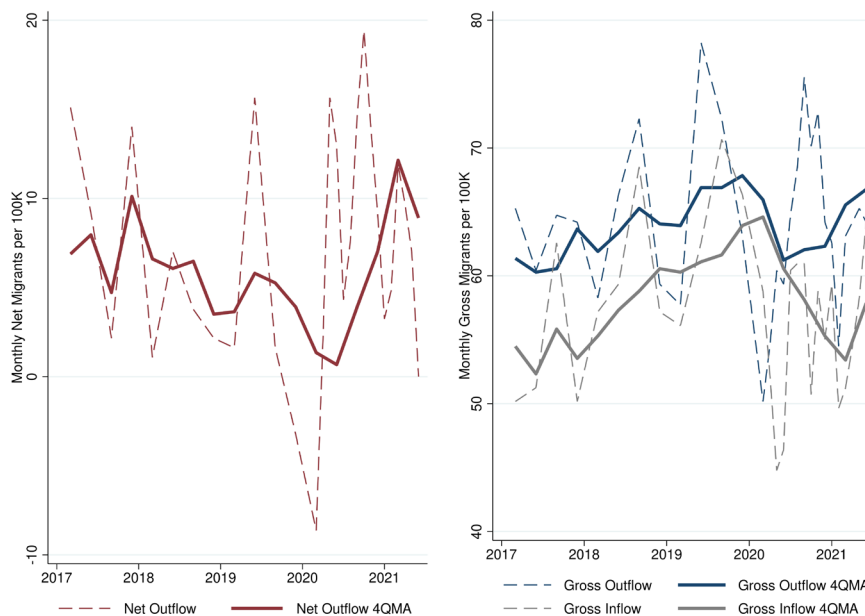 Monthly Net Migrants per 100K
20
10
0
-10
2017 2018 2019 2020 2021
Net Outflow Net Outflow 4QMA
Monthly Gross Migrants per 100K
80
70
60
50
40
2017 2018 2019 2020 2021
Gross Outflow Gross Outflow 4QMA
Gross Inflow Gross Inflow 4QMA